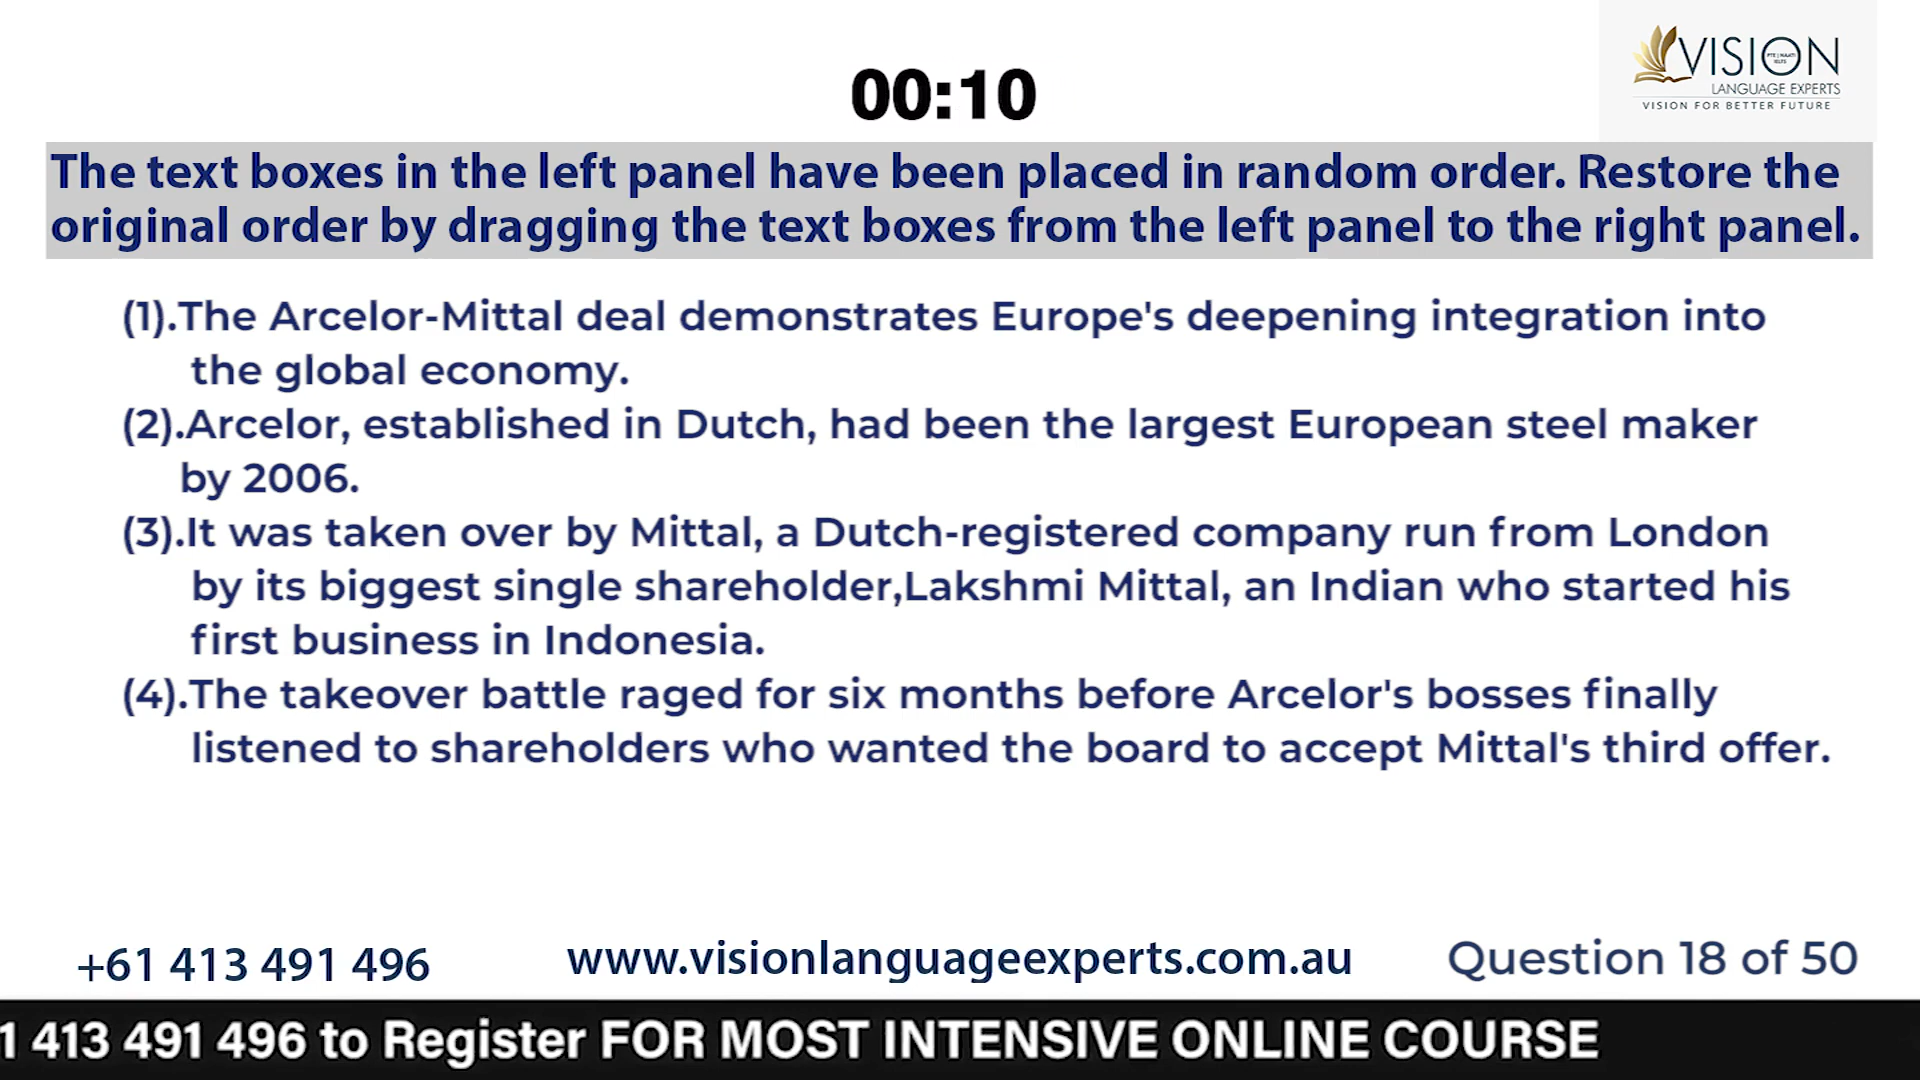 VISION
PTE | NAATI
IELTS
LANGUAGE EXPERTS
VISION FOR BETTER FUTURE
00:10
The text boxes in the left panel have been placed in random order. Restore the
original order by dragging the text boxes from the left panel to the right panel.
(1).The Arcelor-Mittal deal demonstrates Europe's deepening integration into
the global economy.
(2).Arcelor, established in Dutch, had been the largest European steel maker
by 2006.
(3).It was taken over by Mittal, a Dutch-registered company run from London
by its biggest single shareholder,Lakshmi Mittal, an Indian who started his
first business in Indonesia.
(4).The takeover battle raged for six months before Arcelor's bosses finally
listened to shareholders who wanted the board to accept Mittal's third offer.
+61 413 491 496
www.visionlanguageexperts.com.au
Question 18 of 50
1 413 491 496 to Register FOR MOST INTENSIVE ONLINE COURSE